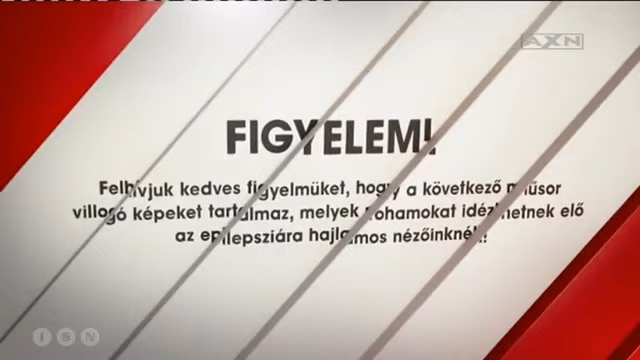 AXN
FIGYELEM!
Felhívjuk kedves figyelmüket, hogy a következő műsor
villogó képeket tartalmaz, melyek rohamokat idézhetnek elő
az epilepsziára hajlamos nézőinknél!
ISN